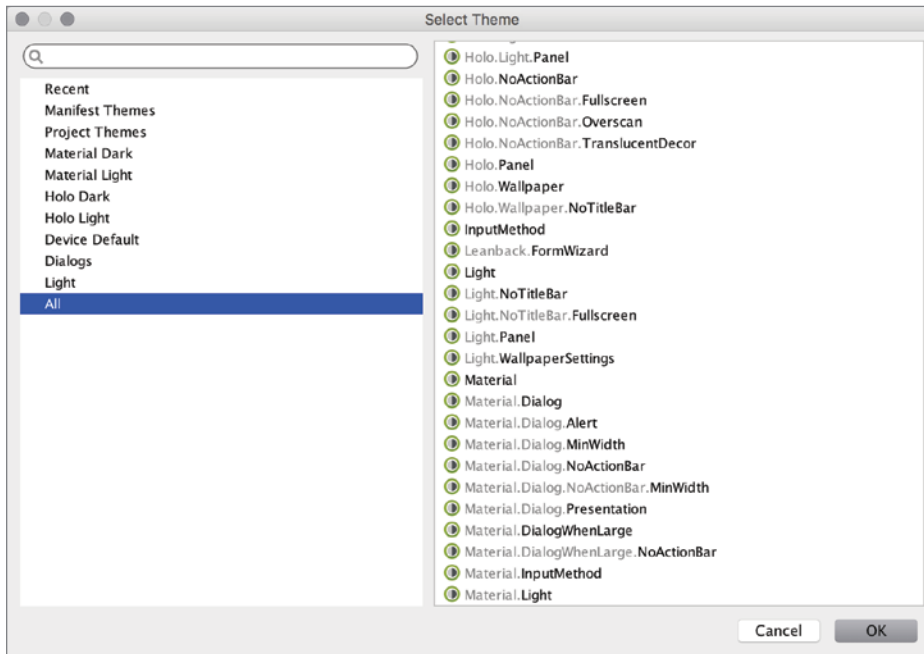 Select Theme
Recent
Manifest Themes
Project Themes
Material Dark
Material Light
Holo Dark
Holo Light
Device Default
Dialogs
Light
All
Holo.Light.Panel
Holo.NoActionBar
Holo.NoActionBar.Fullscreen
Holo.NoActionBar.Overscan
Holo.NoActionBar.TranslucentDecor
Holo.Panel
Holo.Wallpaper
Holo.Wallpaper.NoTitleBar
InputMethod
Leanback.FormWizard
Light
Light.NoTitleBar
Light.NoTitleBar.Fullscreen
Light.Panel
Light.WallpaperSettings
Material
Material.Dialog
Material.Dialog.Alert
Material.Dialog.MinWidth
Material.Dialog.NoActionBar
Material.Dialog.NoActionBar.MinWidth
Material.Dialog.Presentation
Material.DialogWhenLarge
Material.DialogWhenLarge.NoActionBar
Material.InputMethod
Material.Light
Cancel
OK